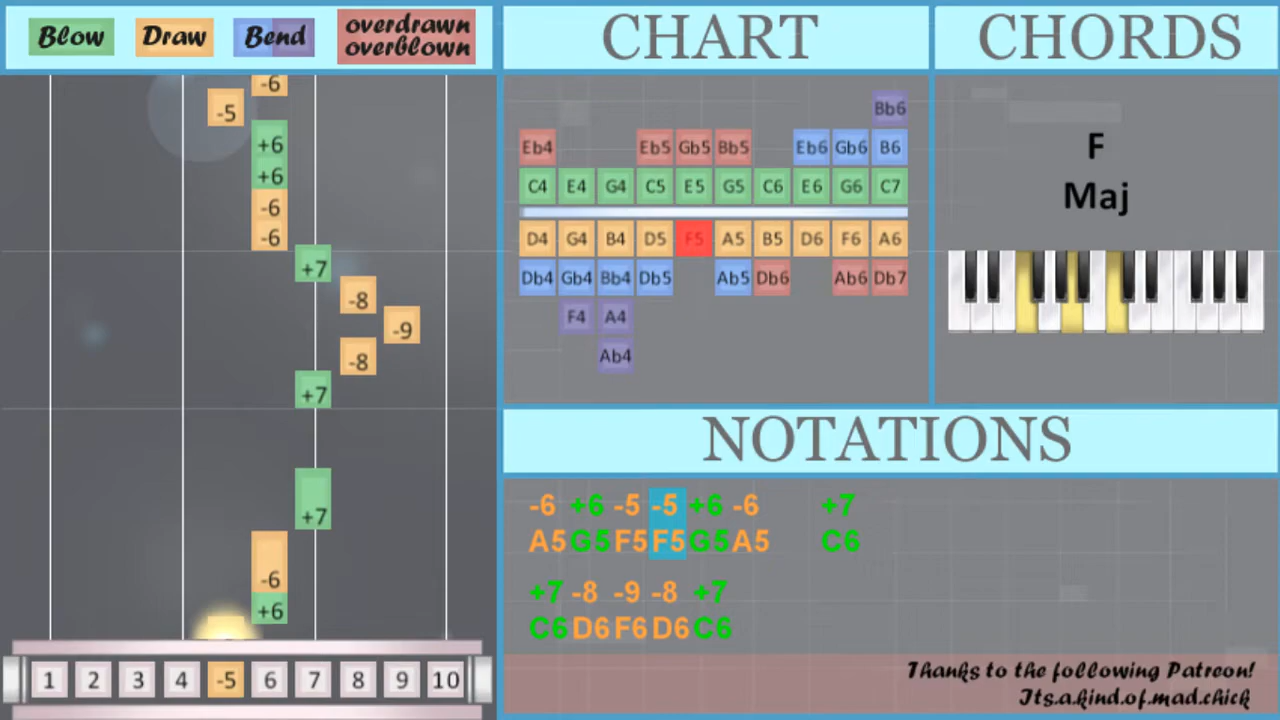 Blow Draw Bend overdrawn
overblown
CHART
CHORDS
-6
-5
+6
+6
-6
-6
+7
-8
-9
-8
+7
+7
-6
+6
1 2 3 4 -5 6 7 8 9 10
Bb6
Eb4 Eb5 Gb5 Bb5 Eb6 Gb6 B6
C4 E4 G4 C5 E5 G5 C6 E6 G6 C7
D4 G4 B4 D5 F5 A5 B5 D6 F6 A6
Db4 Gb4 Bb4 Db5 Ab5 Db6 Ab6 Db7
F4 A4
Ab4
F
Maj
NOTATIONS
-6 +6 -5 -5 +6 -6 +7
A5 G5 F5 F5 G5 A5 C6
+7 -8 -9 -8 +7
C6 D6 F6 D6 C6
Thanks to the following Patreon!
Its.a.kind.of.mad.chick